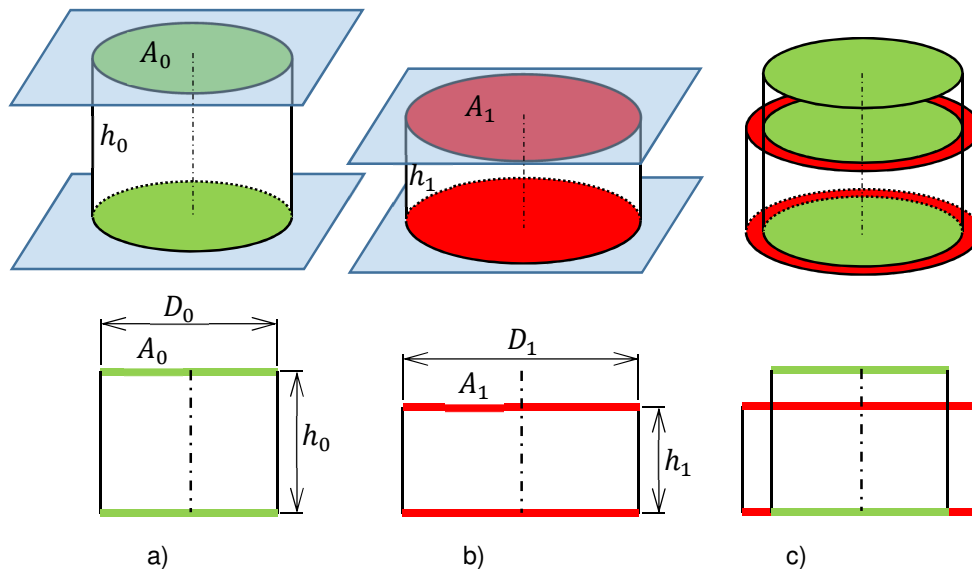 A₀
h₀
A₁
h₁
D₀
A₀
h₀
D₁
A₁
h₁
a)
b)
c)